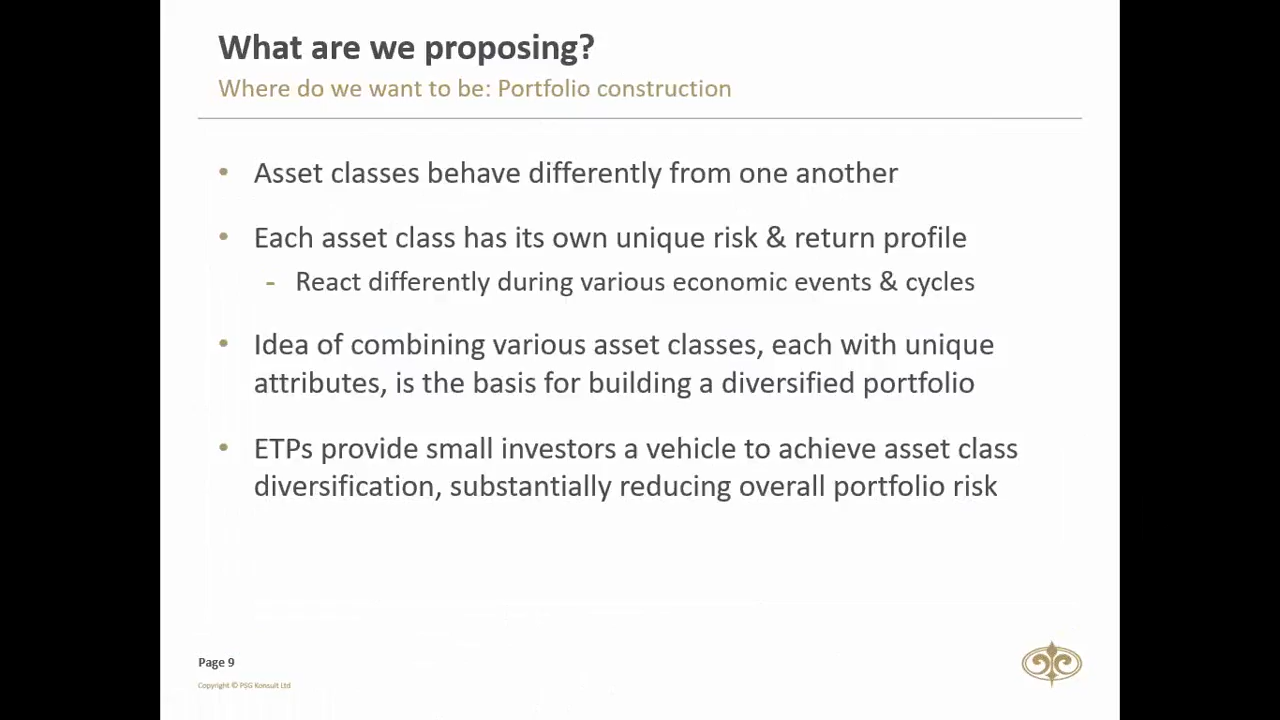 What are we proposing?
Where do we want to be: Portfolio construction
• Asset classes behave differently from one another
• Each asset class has its own unique risk & return profile
- React differently during various economic events & cycles
• Idea of combining various asset classes, each with unique
attributes, is the basis for building a diversified portfolio
• ETPs provide small investors a vehicle to achieve asset class
diversification, substantially reducing overall portfolio risk
Page 9
Copyright © PSG Konsult Ltd